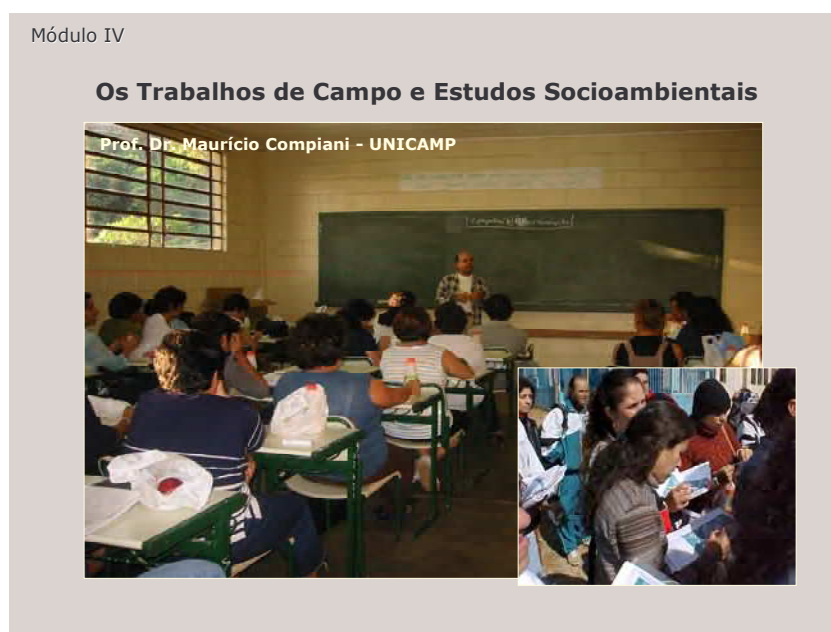 Módulo IV
Os Trabalhos de Campo e Estudos Socioambientais
Prof. Dr. Maurício Compiani - UNICAMP